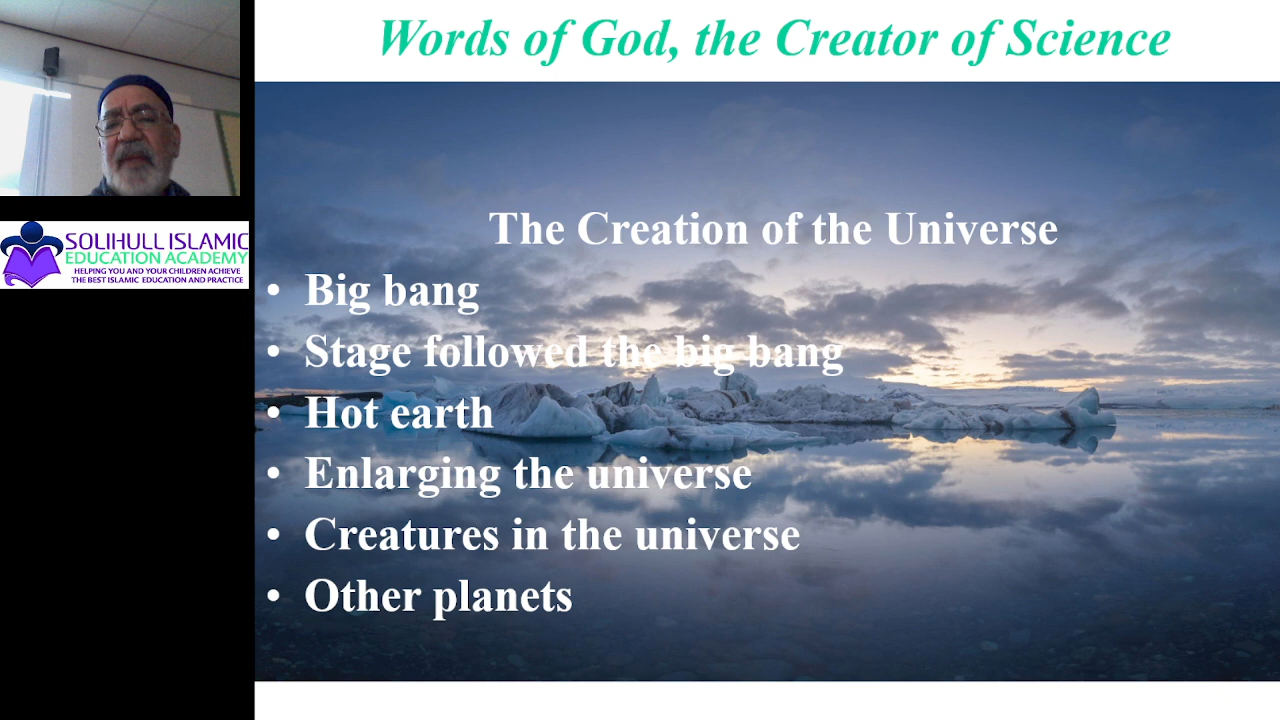 Words of God, the Creator of Science
SOLIHULL ISLAMIC
EDUCATION ACADEMY
HELPING YOU AND YOUR CHILDREN ACHIEVE
THE BEST ISLAMIC EDUCATION AND PRACTICE
The Creation of the Universe
• Big bang
• Stage followed the big bang
• Hot earth
• Enlarging the universe
• Creatures in the universe
• Other planets